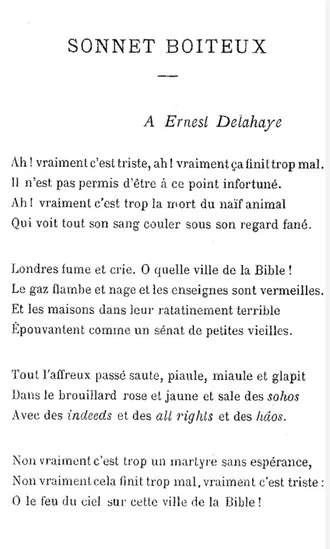 SONNET BOITEUX
A Ernest Delahaye
Ah ! vraiment c'est triste, ah ! vraiment ça finit trop mal.
Il n'est pas permis d'être à ce point infortuné.
Ah ! vraiment c'est trop la mort du naïf animal
Qui voit tout son sang couler sous son regard fané.
Londres fume et crie. O quelle ville de la Bible !
Le gaz flambe et nage et les enseignes sont vermeilles.
Et les maisons dans leur ratatinement terrible
Épouvantent comme un sénat de petites vieilles.
Tout l'affreux passé saute, piaule, miaule et glapit
Dans le brouillard rose et jaune et sale des sohos
Avec des indeeds et des all rights et des hâos.
Non vraiment c'est trop un martyre sans espérance,
Non vraiment cela finit trop mal, vraiment c'est triste :
O le feu du ciel sur cette ville de la Bible !